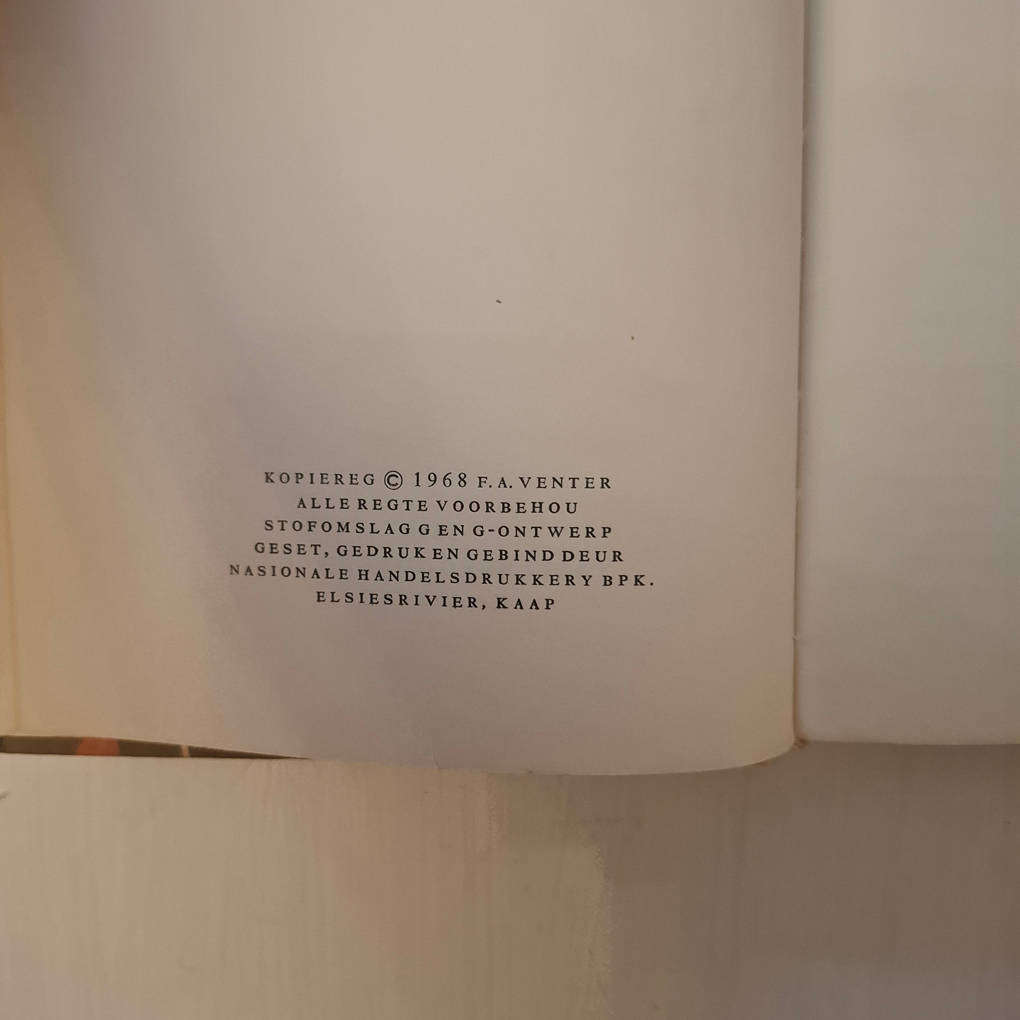 KOPIEREG © 1968 F. A. VENTER
ALLE REGTE VOORBEHOU
STOFOMSLAG G EN G-ONTWERP
GESET, GEDRUK EN GEBIND DEUR
NASIONALE HANDELSDRUKKERY BPK.
ELSIESRIVIER, KAAP